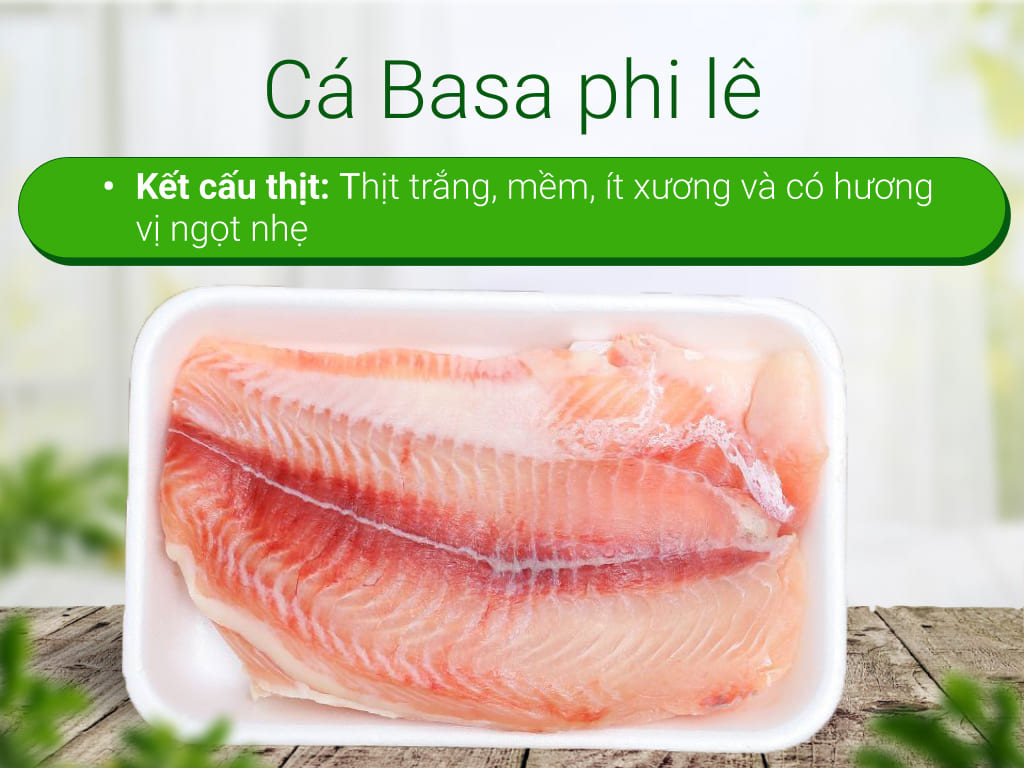 Cá Basa phi lê
• Kết cấu thịt: Thịt trắng, mềm, ít xương và có hương
vị ngọt nhẹ